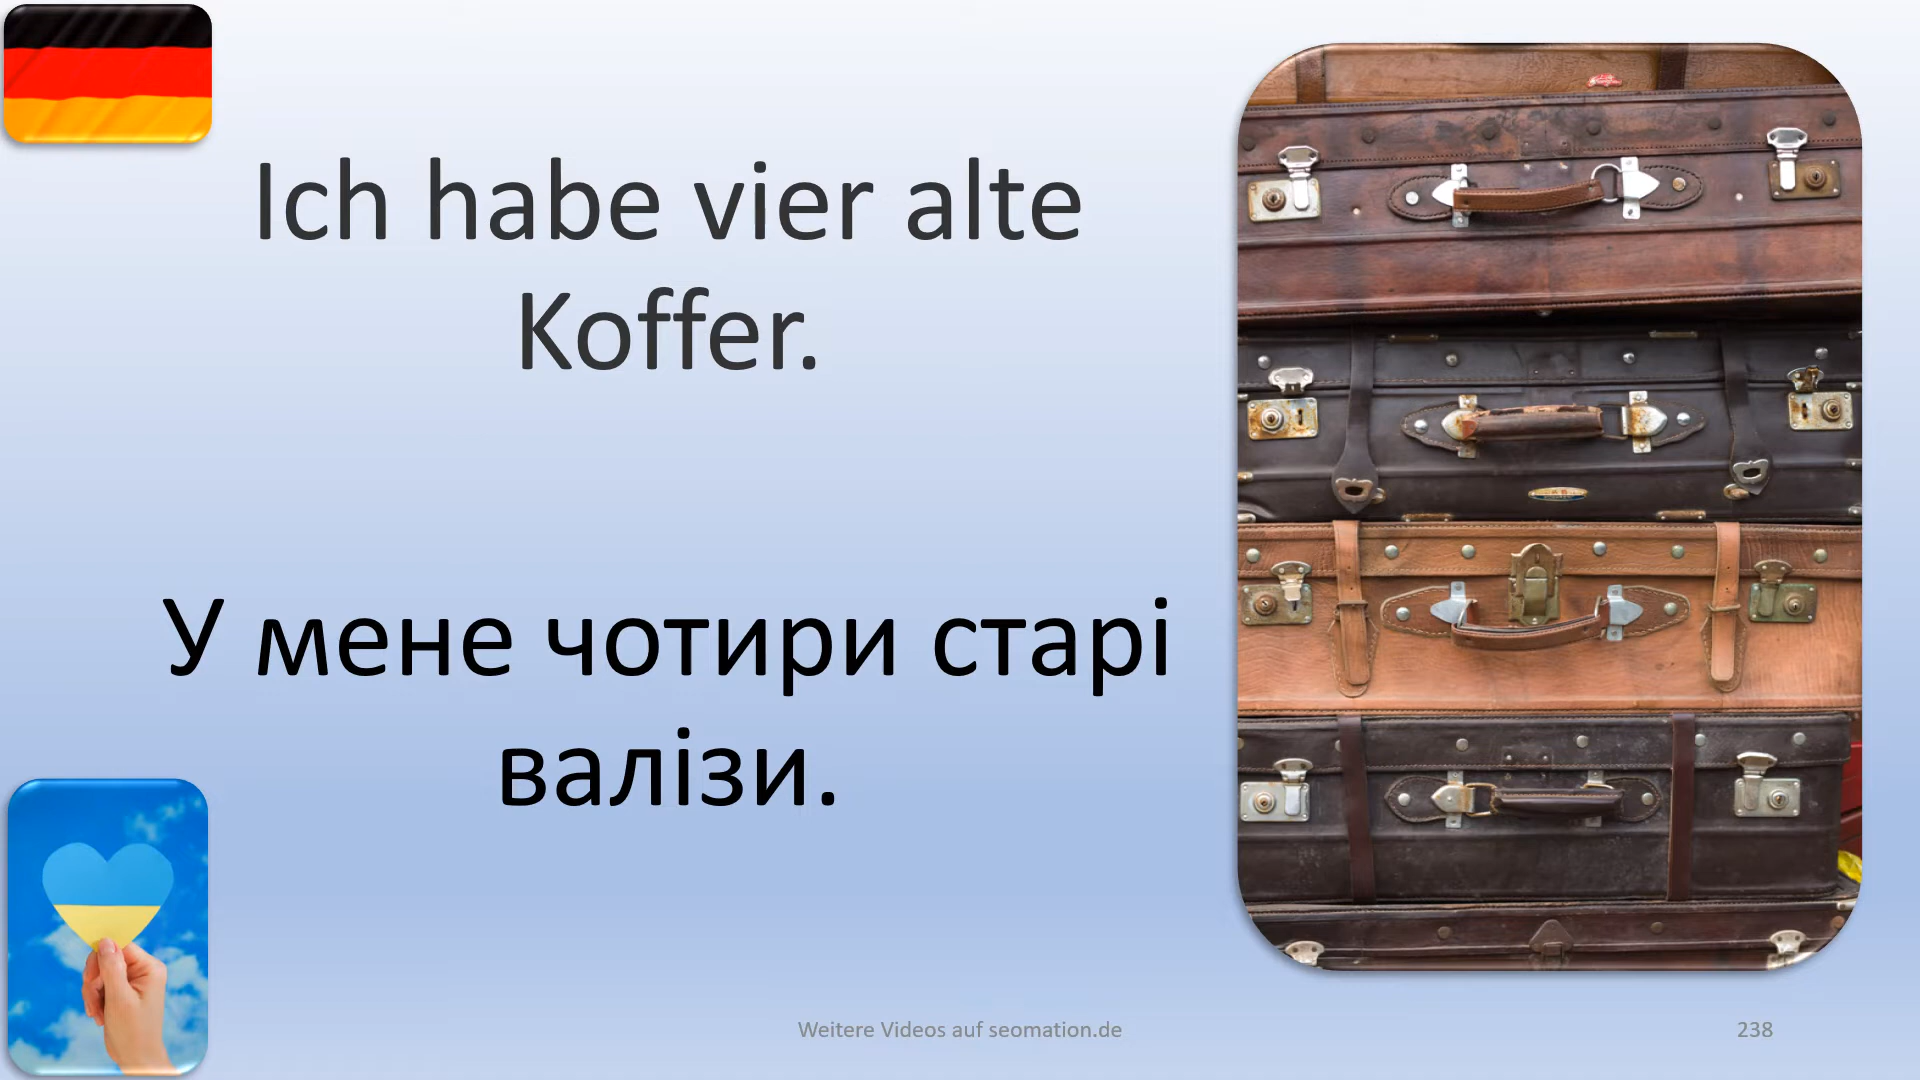 Ich habe vier alte
Koffer.
У мене чотири старі
валізи.
Weitere Videos auf seomation.de
238